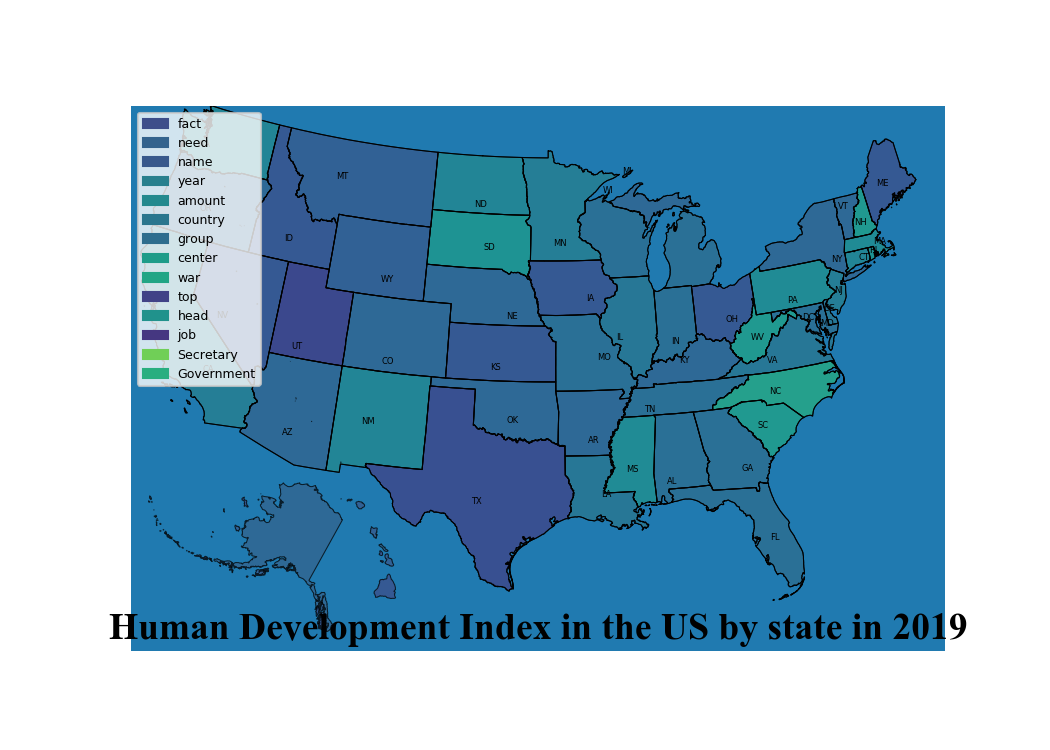 fact
need
name
year
amount
country
group
center
war
top
head
job
Secretary
Government
MT
ND
MN
WI
MI
ME
VT
NH
ID
SD
WY
NY
CT
NJ
IA
NE
PA
OH
IL
IN
WV
UT
CO
KS
MO
KY
VA
NV
NM
OK
TN
NC
AZ
AR
SC
MS
GA
AL
TX
LA
FL
Human Development Index in the US by state in 2019